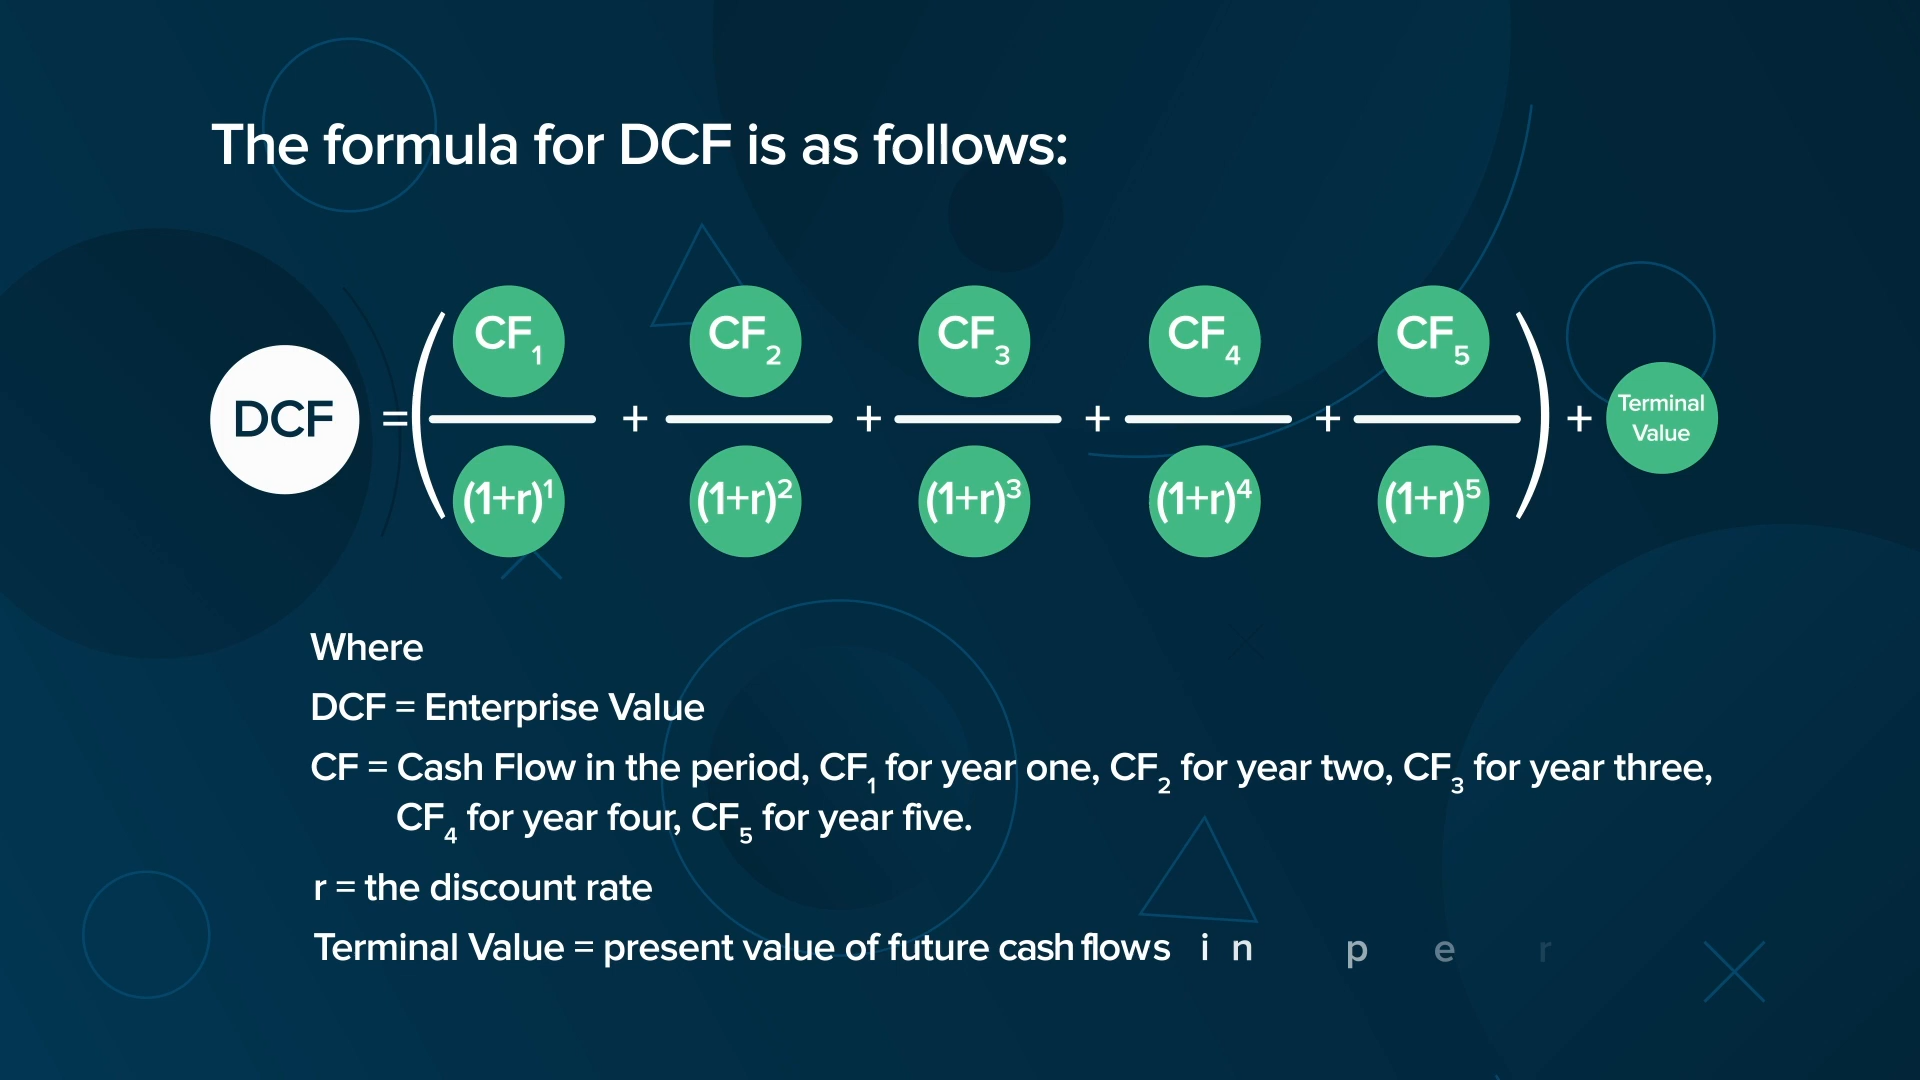 The formula for DCF is as follows:
CF₁ CF₂ CF₃ CF₄ CF₅
DCF = ( + + + + ) + Terminal Value
(1+r)¹ (1+r)² (1+r)³ (1+r)⁴ (1+r)⁵
Where
DCF = Enterprise Value
CF = Cash Flow in the period, CF₁ for year one, CF₂ for year two, CF₃ for year three,
CF₄ for year four, CF₅ for year five.
r = the discount rate
Terminal Value = present value of future cash flows in per